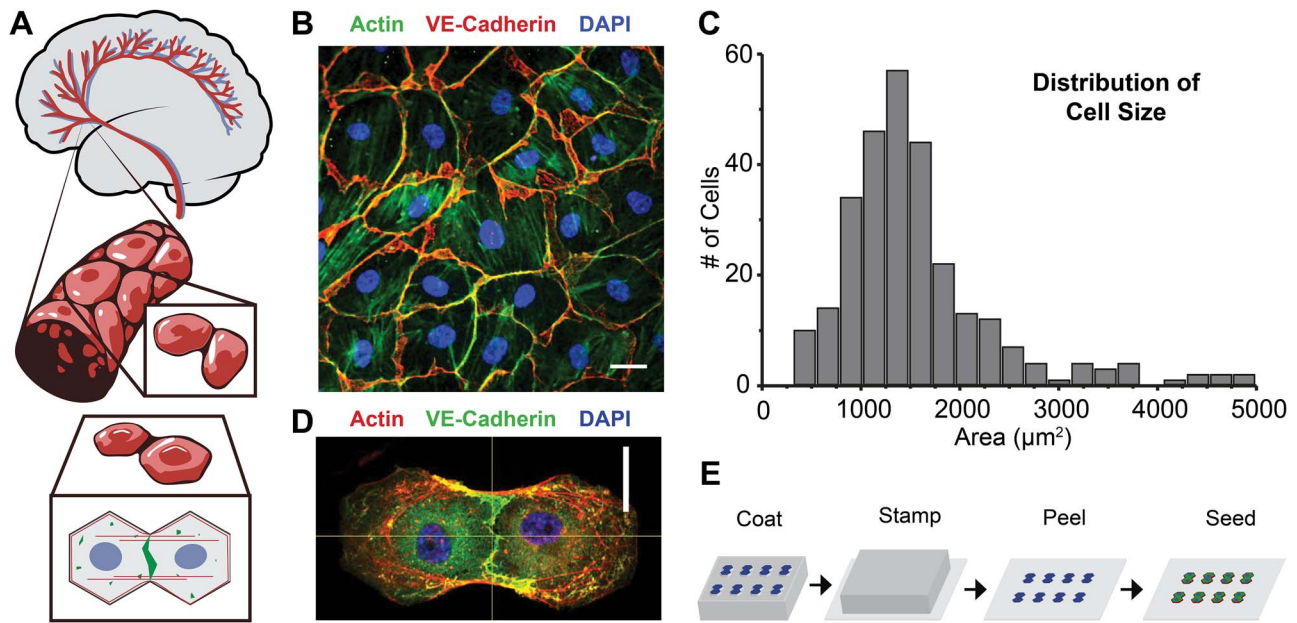 A
B
Actin VE-Cadherin DAPI
C
Distribution of
Cell Size
# of Cells
60
40
20
0
0 1000 2000 3000 4000 5000
Area (µm²)
D
Actin VE-Cadherin DAPI
E
Coat Stamp Peel Seed